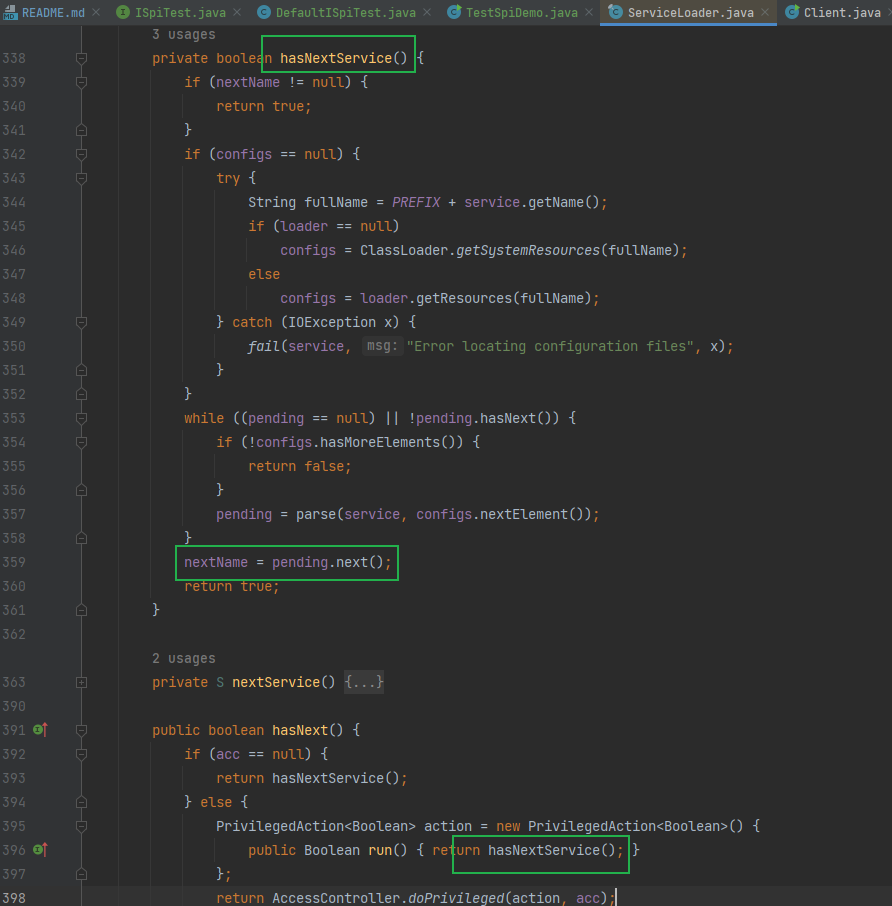 README.md ISpiTest.java DefaultISpiTest.java TestSpiDemo.java ServiceLoader.java Client.java
3 usages
338 private boolean hasNextService() {
339 if (nextName != null) {
340 return true;
341 }
342 if (configs == null) {
343 try {
344 String fullName = PREFIX + service.getName();
345 if (loader == null)
346 configs = ClassLoader.getSystemResources(fullName);
347 else
348 configs = loader.getResources(fullName);
349 } catch (IOException x) {
350 fail(service, msg: "Error locating configuration files", x);
351 }
352 }
353 while ((pending == null) || !pending.hasNext()) {
354 if (!configs.hasMoreElements()) {
355 return false;
356 }
357 pending = parse(service, configs.nextElement());
358 }
359 nextName = pending.next();
360 return true;
361 }
362
2 usages
363 private S nextService() {...}
390
391 public boolean hasNext() {
392 if (acc == null) {
393 return hasNextService();
394 } else {
395 PrivilegedAction<Boolean> action = new PrivilegedAction<Boolean>() {
396 public Boolean run() { return hasNextService(); }
397 };
398 return AccessController.doPrivileged(action, acc);